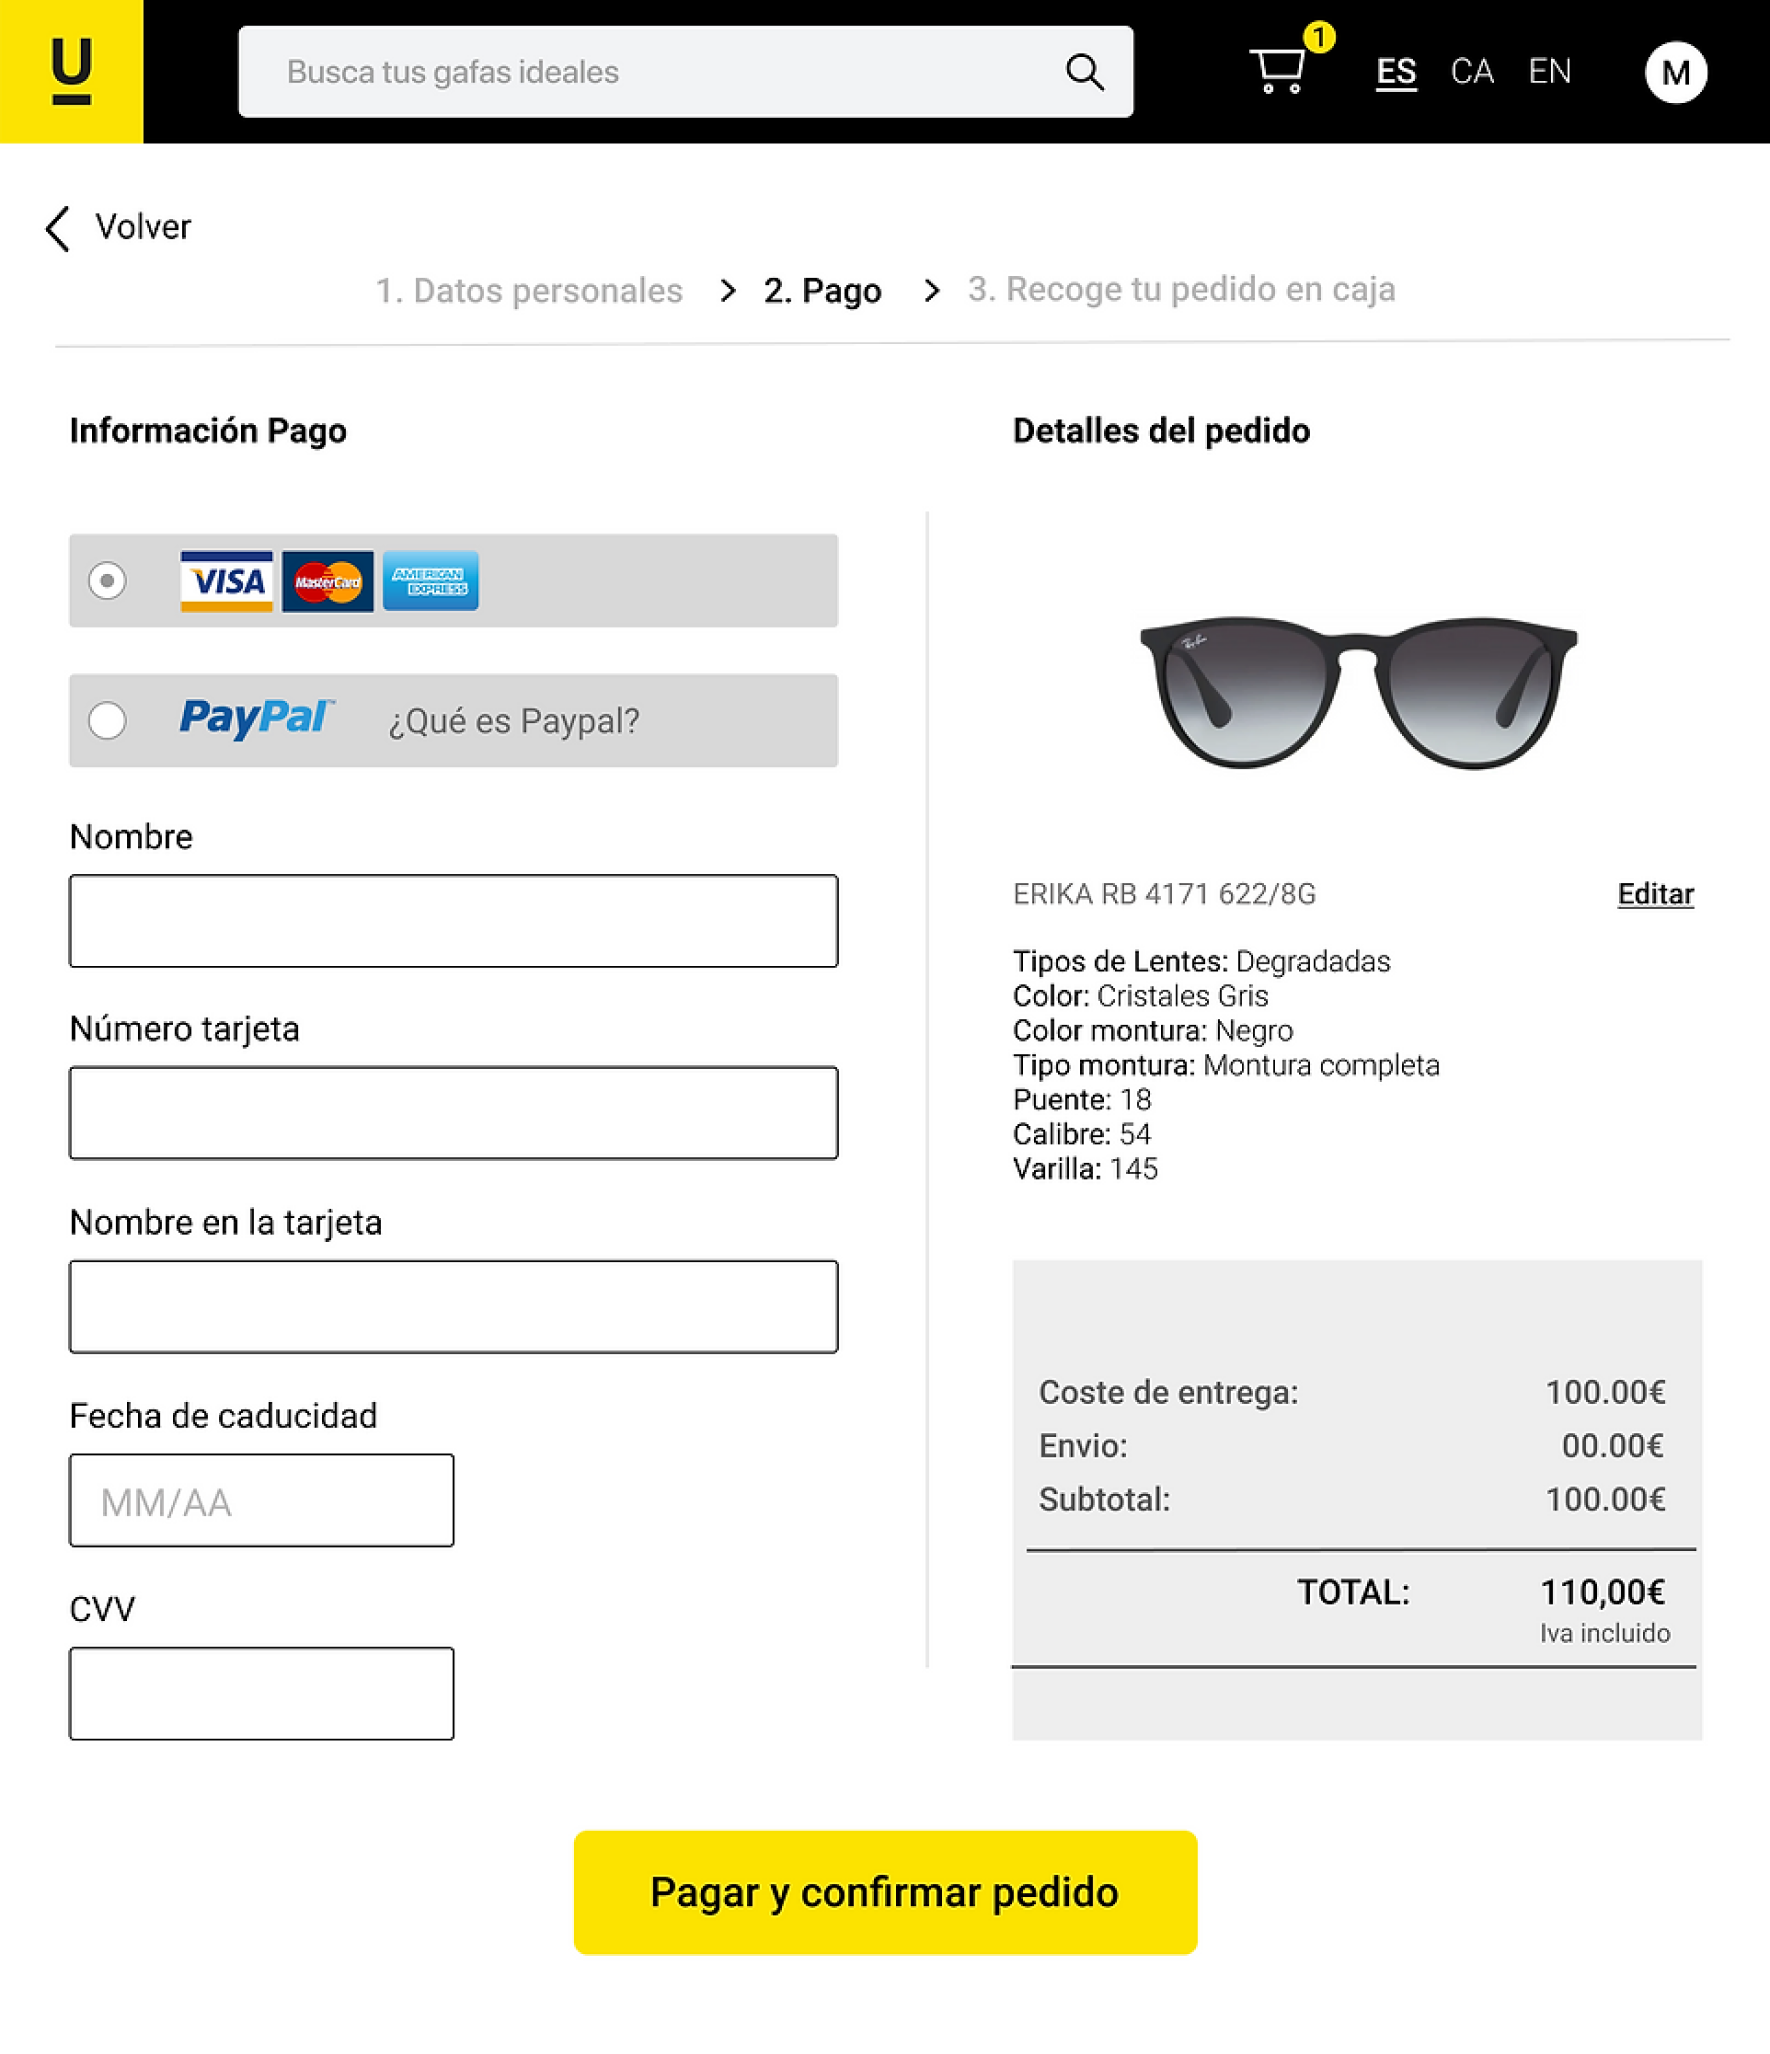 U
Busca tus gafas ideales
1
ES CA EN
M
Volver
1. Datos personales > 2. Pago > 3. Recoge tu pedido en caja
Información Pago
VISA MasterCard AMERICAN EXPRESS
PayPal™ ¿Qué es Paypal?
Nombre
Número tarjeta
Nombre en la tarjeta
Fecha de caducidad
MM/AA
CVV
Detalles del pedido
Ray-Ban
ERIKA RB 4171 622/8G Editar
Tipos de Lentes: Degradadas
Color: Cristales Gris
Color montura: Negro
Tipo montura: Montura completa
Puente: 18
Calibre: 54
Varilla: 145
Coste de entrega: 100.00€
Envio: 00.00€
Subtotal: 100.00€
TOTAL: 110,00€
Iva incluido
Pagar y confirmar pedido